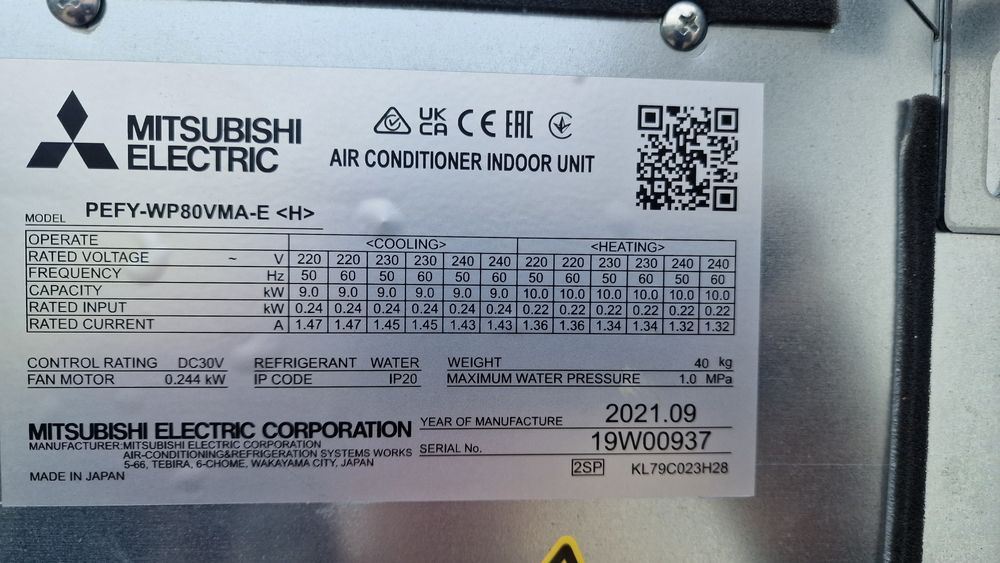 MITSUBISHI
ELECTRIC
UK
CA CE EAC
AIR CONDITIONER INDOOR UNIT
MODEL PEFY-WP80VMA-E <H>
OPERATE <COOLING> <HEATING>
RATED VOLTAGE ~ V 220 220 230 230 240 240 220 220 230 230 240 240
FREQUENCY Hz 50 60 50 60 50 60 50 60 50 60 50 60
CAPACITY kW 9.0 9.0 9.0 9.0 9.0 9.0 10.0 10.0 10.0 10.0 10.0 10.0
RATED INPUT kW 0.24 0.24 0.24 0.24 0.24 0.24 0.22 0.22 0.22 0.22 0.22 0.22
RATED CURRENT A 1.47 1.47 1.45 1.45 1.43 1.43 1.36 1.36 1.34 1.34 1.32 1.32
CONTROL RATING DC30V REFRIGERANT WATER WEIGHT 40 kg
FAN MOTOR 0.244 kW IP CODE IP20 MAXIMUM WATER PRESSURE 1.0 MPa
MITSUBISHI ELECTRIC CORPORATION YEAR OF MANUFACTURE 2021.09
MANUFACTURER:MITSUBISHI ELECTRIC CORPORATION
AIR-CONDITIONING&REFRIGERATION SYSTEMS WORKS SERIAL No. 19W00937
5-66, TEBIRA, 6-CHOME, WAKAYAMA CITY, JAPAN
MADE IN JAPAN 2SP KL79C023H28